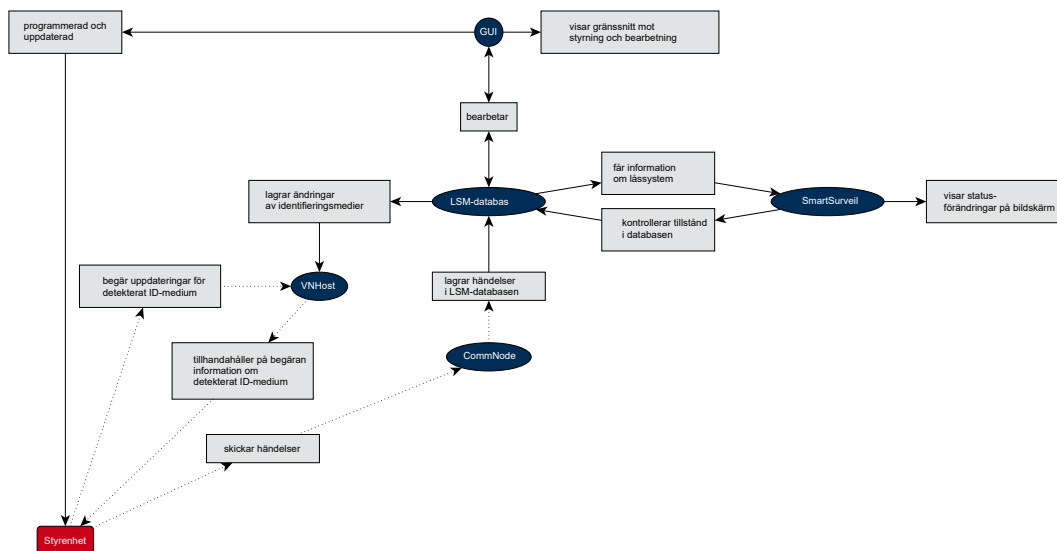 programmerad och
uppdaterad
GUI
visar gränssnitt mot
styrning och bearbetning
bearbetar
får information
om låssystem
lagrar ändringar
av identifieringsmedier
LSM-databas
SmartSurveil
visar status-
förändringar på bildskärm
kontrollerar tillstånd
i databasen
begär uppdateringar för
detekterat ID-medium
VNHost
lagrar händelser
i LSM-databasen
tillhandahåller på begäran
information om
detekterat ID-medium
CommNode
skickar händelser
Styrenhet